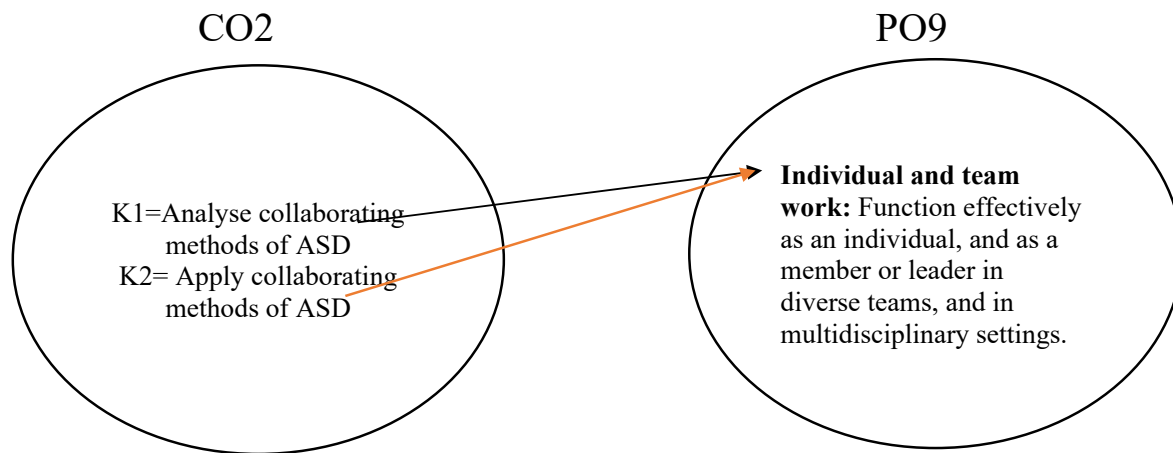 CO2
PO9
K1=Analyse collaborating
methods of ASD
K2= Apply collaborating
methods of ASD
Individual and team
work: Function effectively
as an individual, and as a
member or leader in
diverse teams, and in
multidisciplinary settings.